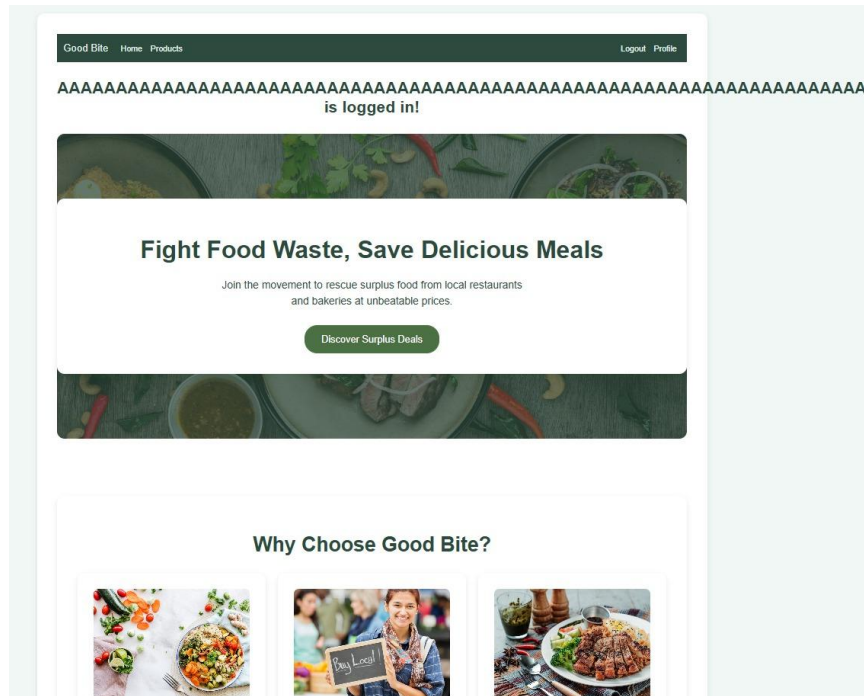 Good Bite Home Products Logout Profile
AAAAAAAAAAAAAAAAAAAAAAAAAAAAAAAAAAAAAAAAAAAAAAAAAAAAAAAAAAAAAAAAAAAAA
is logged in!
Fight Food Waste, Save Delicious Meals
Join the movement to rescue surplus food from local restaurants
and bakeries at unbeatable prices.
Discover Surplus Deals
Why Choose Good Bite?
Buy Local!